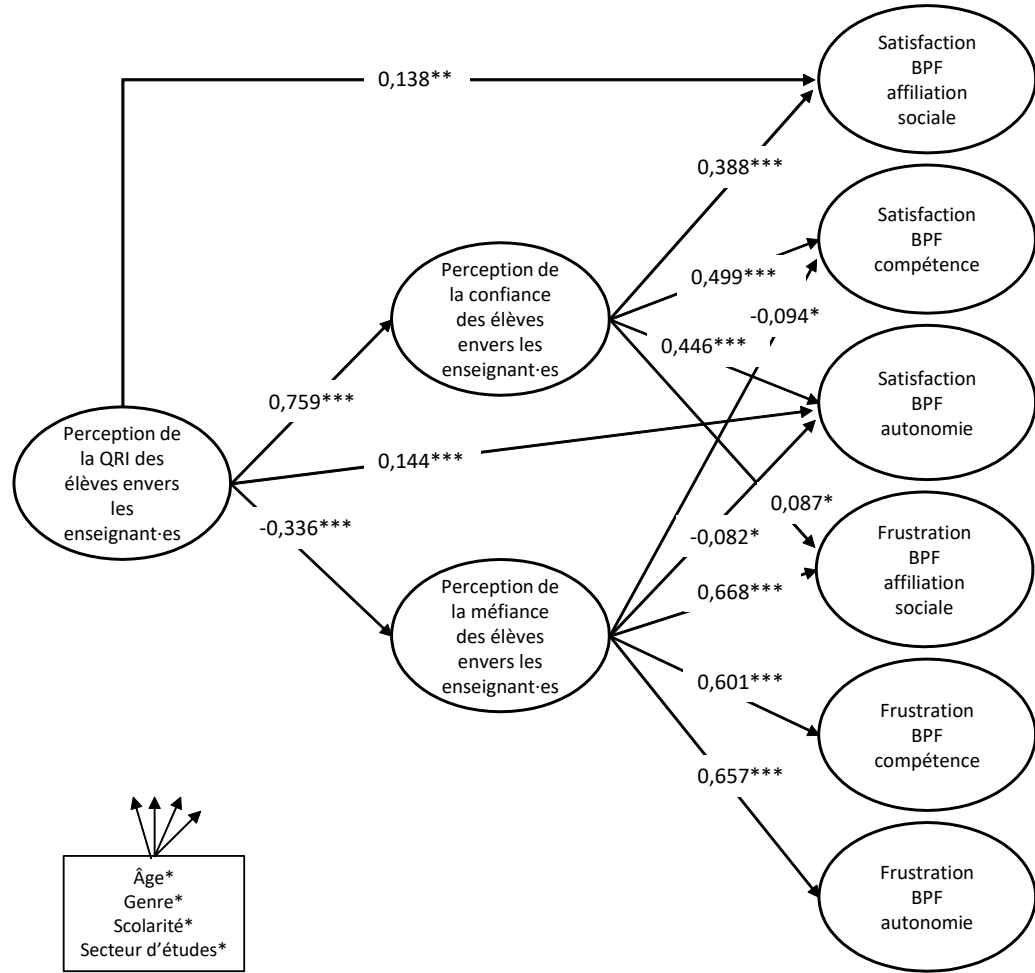 Satisfaction
BPF
affiliation
sociale
0,138**
0,388***
Satisfaction
BPF
compétence
Perception de
la confiance
des élèves
envers les
enseignant·es
0,499***
-0,094*
0,446***
Satisfaction
BPF
autonomie
0,759***
Perception de
la QRI des
élèves envers
les
enseignant·es
0,144***
0,087*
-0,336***
-0,082*
Frustration
BPF
affiliation
sociale
Perception de
la méfiance
des élèves
envers les
enseignant·es
0,668***
0,601***
Frustration
BPF
compétence
0,657***
Frustration
BPF
autonomie
Âge*
Genre*
Scolarité*
Secteur d'études*